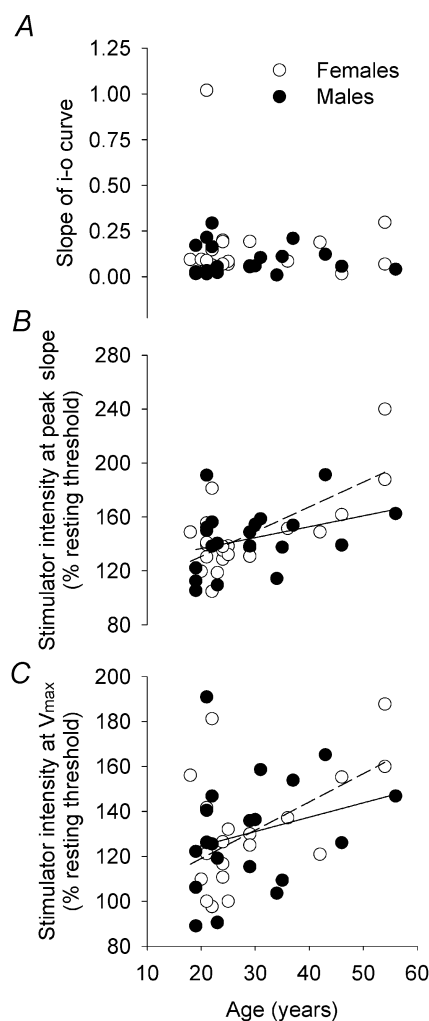 A
1.25
1.00
0.75
0.50
0.25
0.00
Slope of i-o curve
Females
Males
B
280
240
200
160
120
80
Stimulator intensity at peak slope
(% resting threshold)
C
200
180
160
140
120
100
80
Stimulator intensity at Vmax
(% resting threshold)
10 20 30 40 50 60
Age (years)